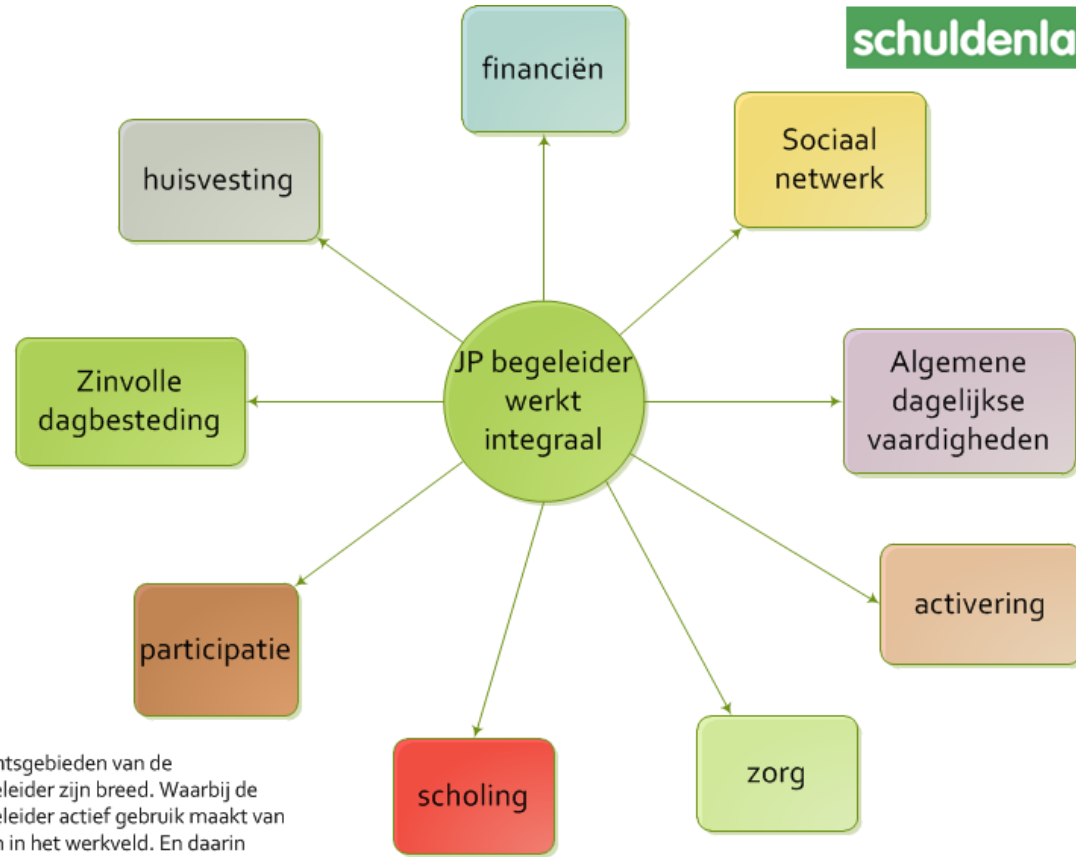 schuldenla
financiën
Sociaal
netwerk
huisvesting
JP begeleider
werkt
integraal
Zinvolle
dagbesteding
Algemene
dagelijkse
vaardigheden
activering
participatie
zorg
scholing
ntsgebieden van de
eleider zijn breed. Waarbij de
eleider actief gebruik maakt van
in het werkveld. En daarin